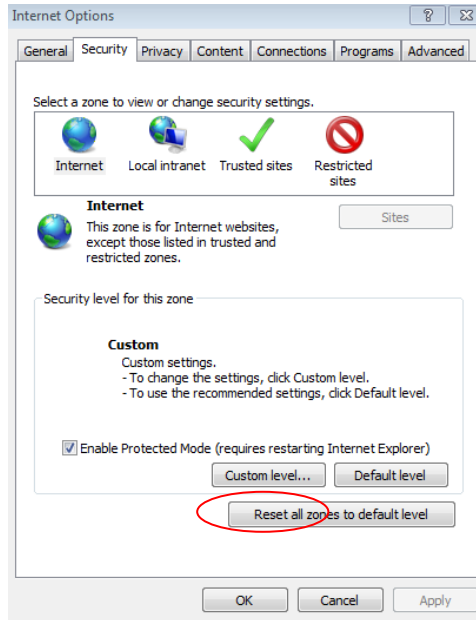 Internet Options
General Security Privacy Content Connections Programs Advanced
Select a zone to view or change security settings.
Internet Local intranet Trusted sites Restricted
sites
Internet
Sites
This zone is for Internet websites,
except those listed in trusted and
restricted zones.
Security level for this zone
Custom
Custom settings.
- To change the settings, click Custom level.
- To use the recommended settings, click Default level.
Enable Protected Mode (requires restarting Internet Explorer)
Custom level... Default level
Reset all zones to default level
OK Cancel Apply